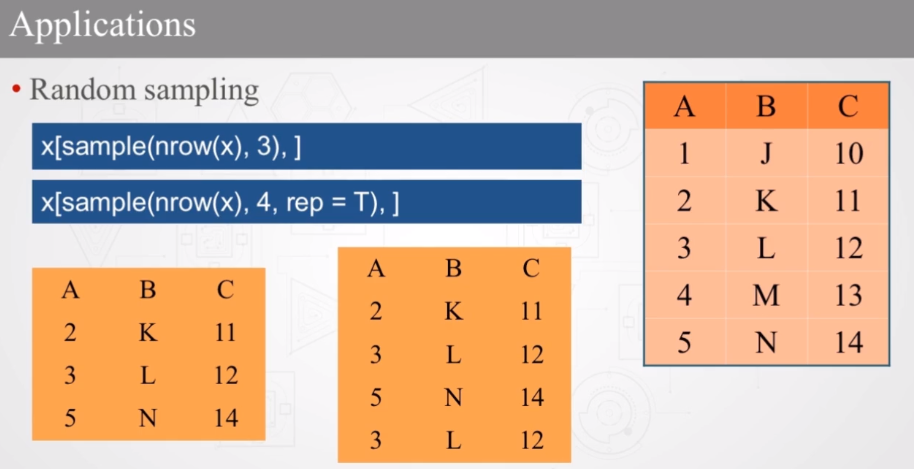 Applications
• Random sampling
x[sample(nrow(x), 3), ]
x[sample(nrow(x), 4, rep = T), ]
A B C
2 K 11
3 L 12
5 N 14
A B C
2 K 11
3 L 12
5 N 14
3 L 12
A B C
1 J 10
2 K 11
3 L 12
4 M 13
5 N 14